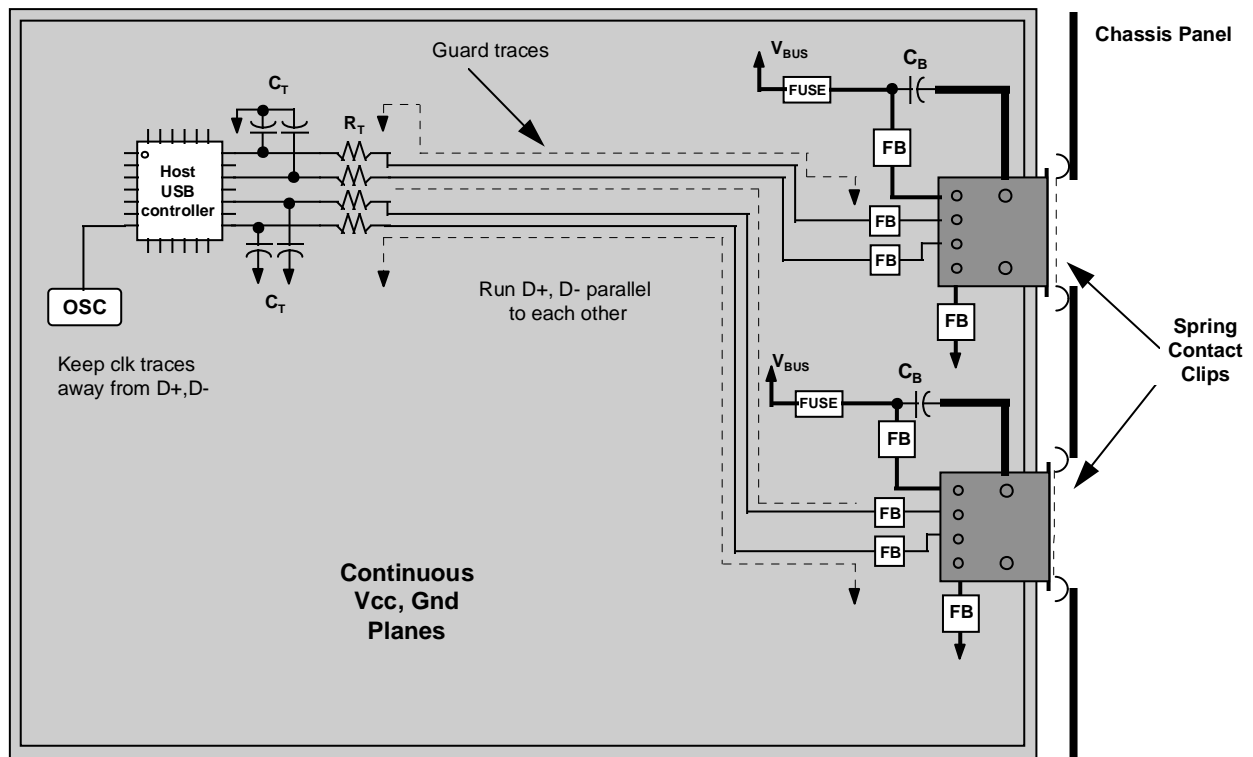 Chassis Panel
Guard traces
VBUS
CB
FUSE
CT
RT
FB
Host
USB
controller
FB
FB
OSC
CT
Run D+, D- parallel
to each other
FB
Spring
Contact
Clips
Keep clk traces
away from D+,D-
VBUS
CB
FUSE
FB
FB
FB
Continuous
Vcc, Gnd
Planes
FB